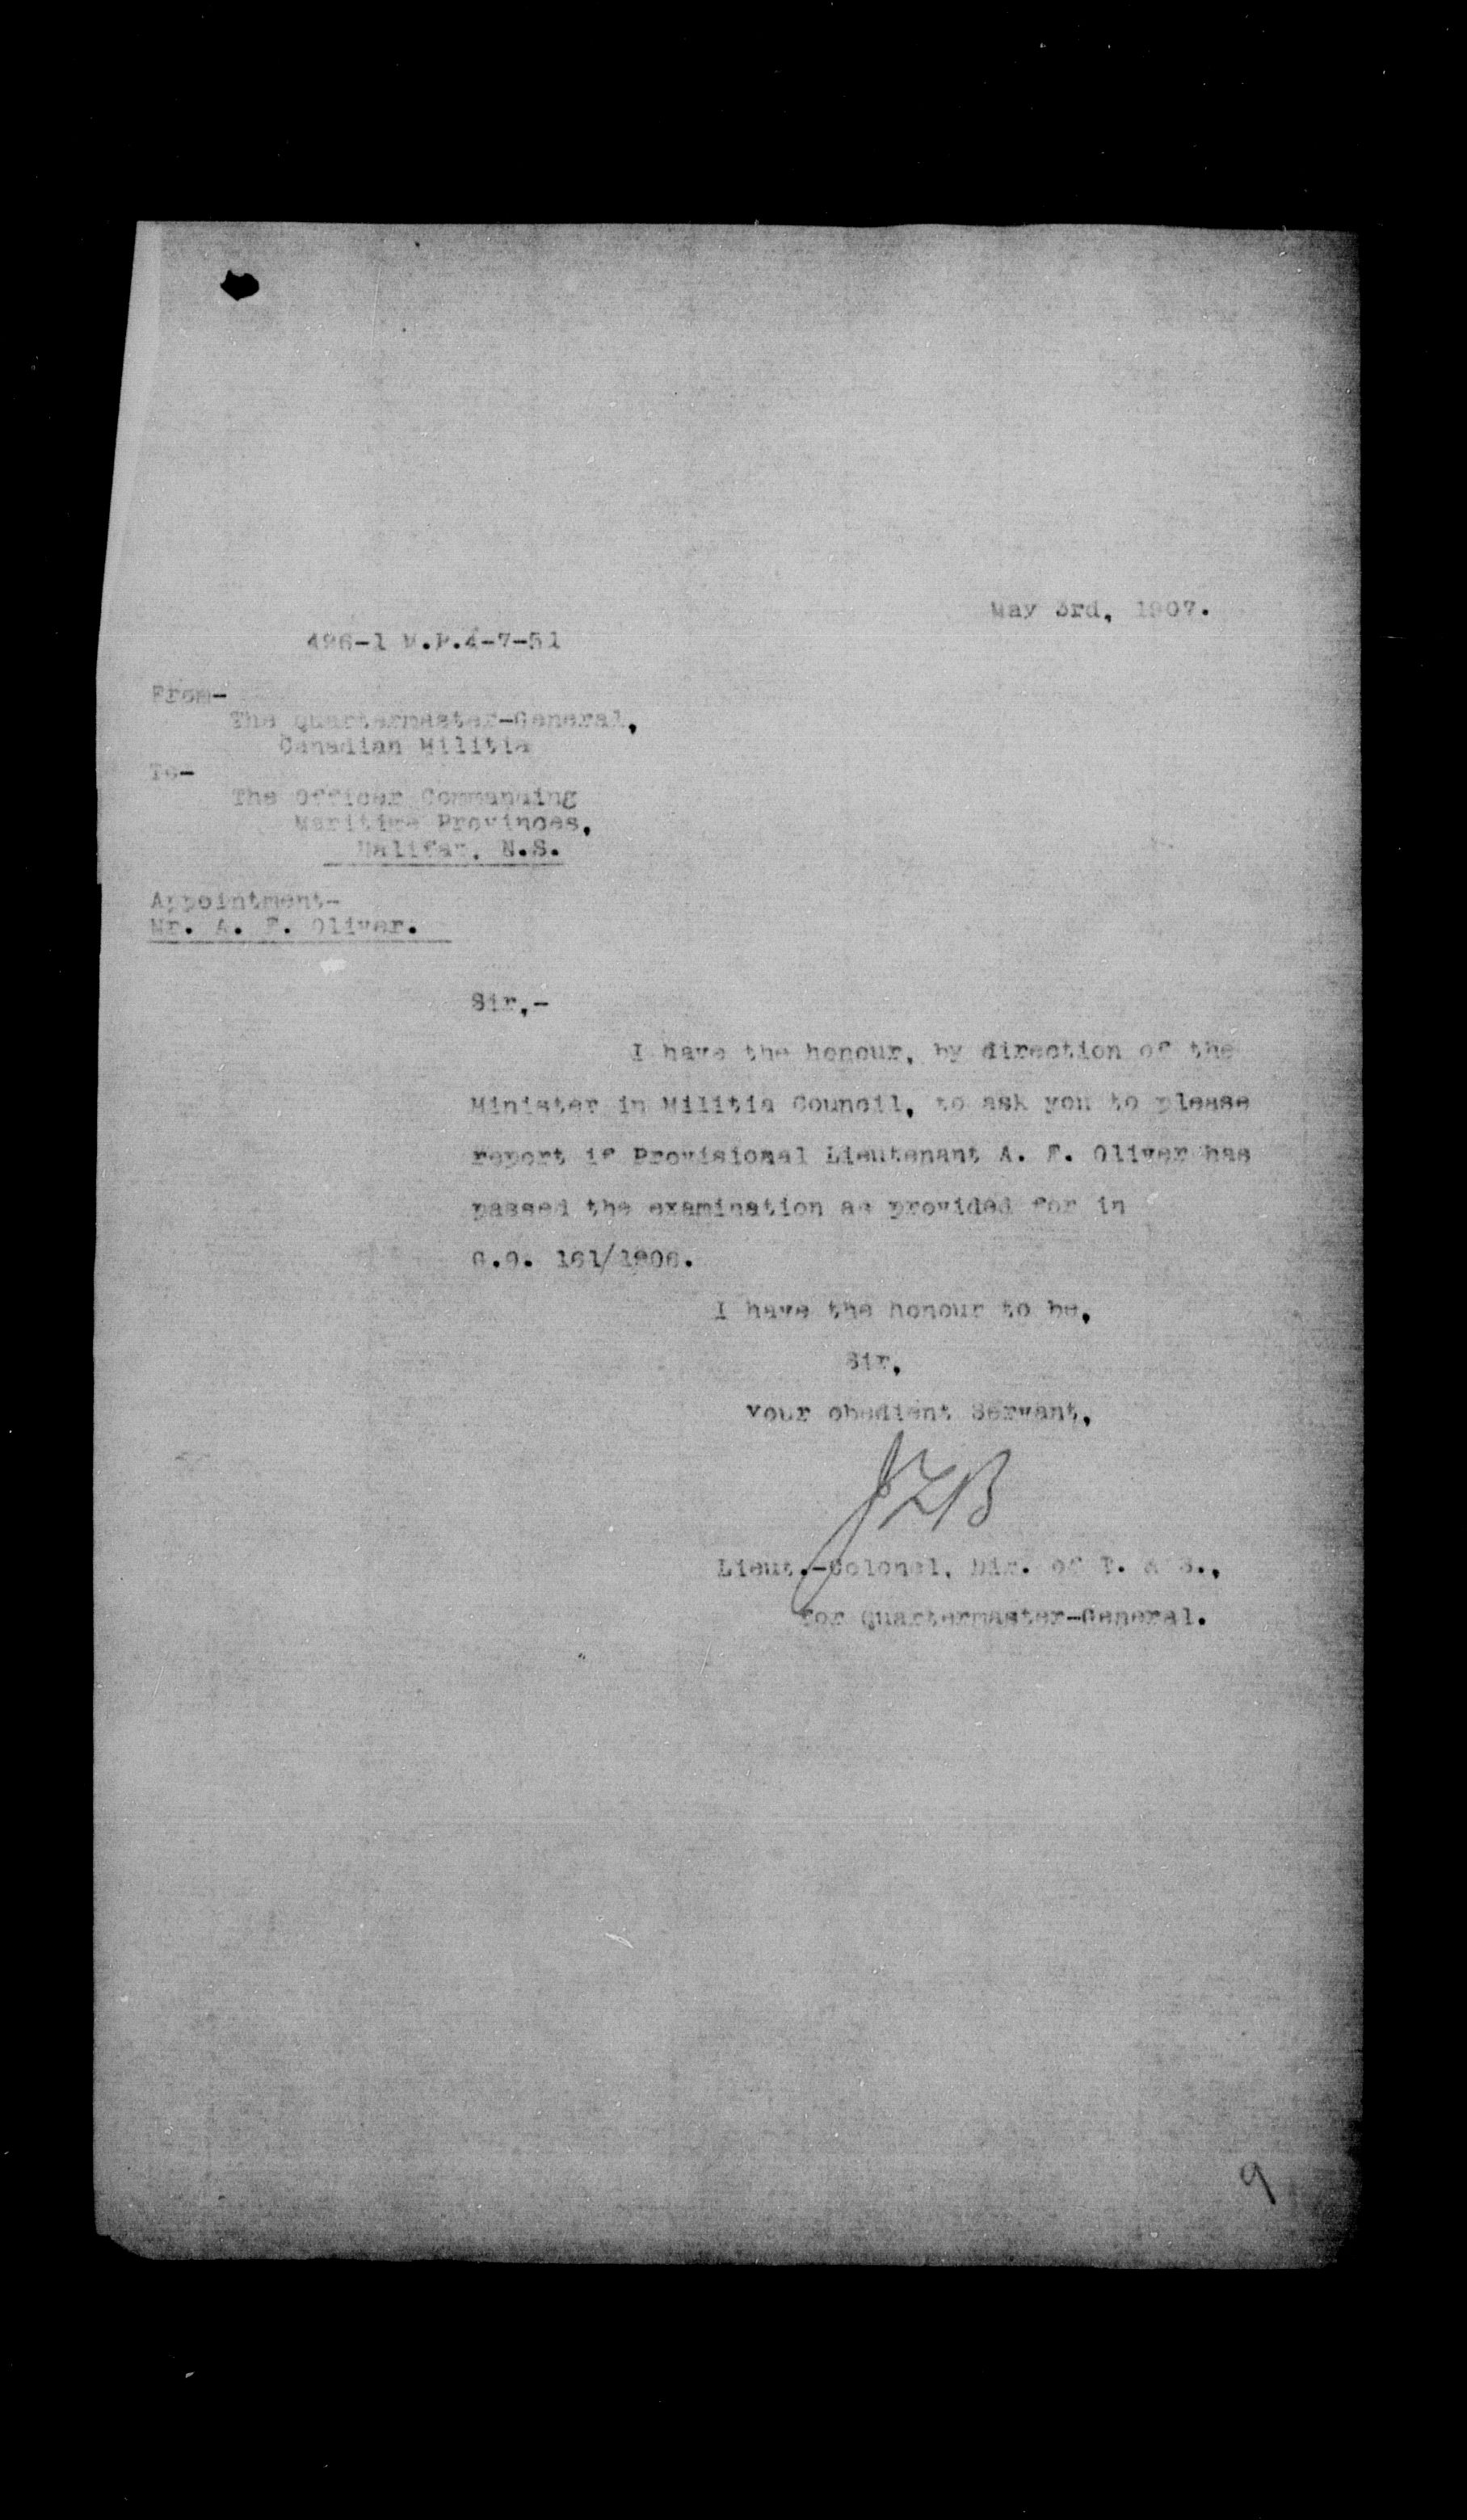 May 3rd, 1907.
496-1 M.P.4-7-51
From-
The Quartermaster-General,
Canadian Militia
To-
The Officer Commanding
Maritime Provinces,
Halifax, N.S.
Appointment-
Mr. A. F. Oliver.
Sir,-
I have the honour, by direction of the
Minister in Militia Council, to ask you to please
report if Provisional Lieutenant A. F. Oliver has
passed the examination as provided for in
G.O. 161/1906.
I have the honour to be,
Sir,
Your obedient Servant,
Lieut.-Colonel, Dir. of T. & S.,
for Quartermaster-General.
9